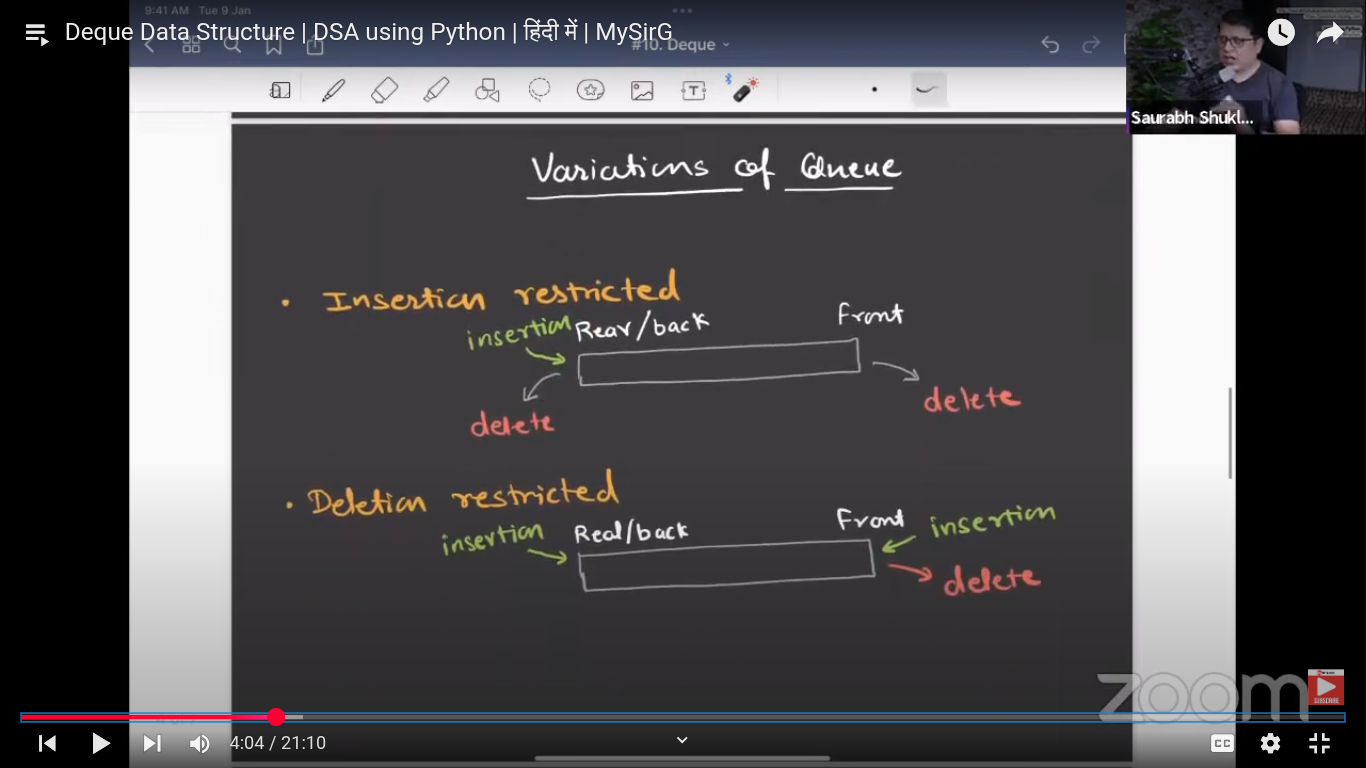 9:41 AM Tue 9 Jan
Deque Data Structure | DSA using Python | हिंदी में | MySirG
#10. Deque
Saurabh Shukl...
Variations of Queue
• Insertion restricted
insertion Rear/back Front
delete delete
• Deletion restricted
insertion Real/back Front insertion
delete
zoom
SUBSCRIBE
4:04 / 21:10
CC